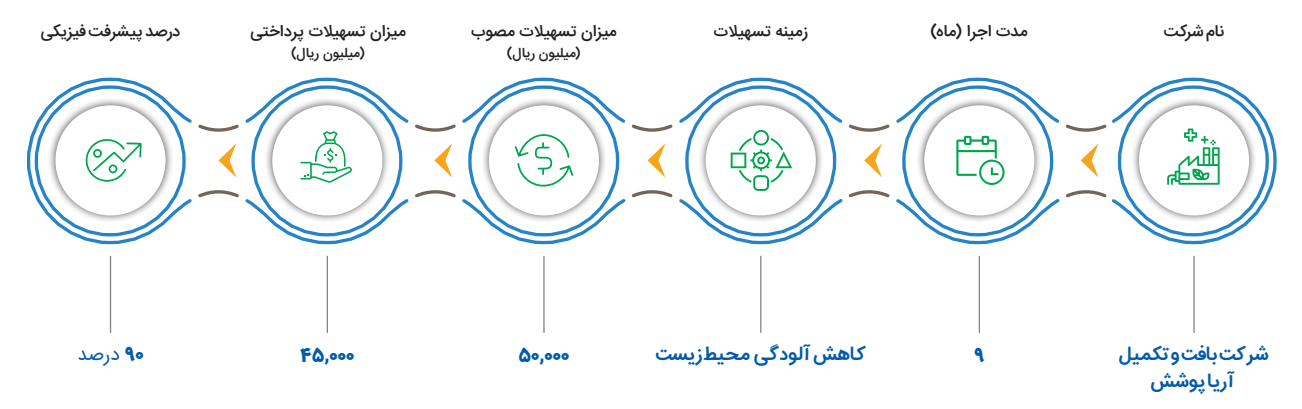 نام شرکت
مدت اجرا (ماه)
زمینه تسهیلات
میزان تسهیلات مصوب
(میلیون ریال)
میزان تسهیلات پرداختی
(میلیون ریال)
درصد پیشرفت فیزیکی
شرکت بافت و تکمیل
آریا پوشش
۹
کاهش آلودگی محیط زیست
۵۰,۰۰۰
۴۵,۰۰۰
۹۰ درصد